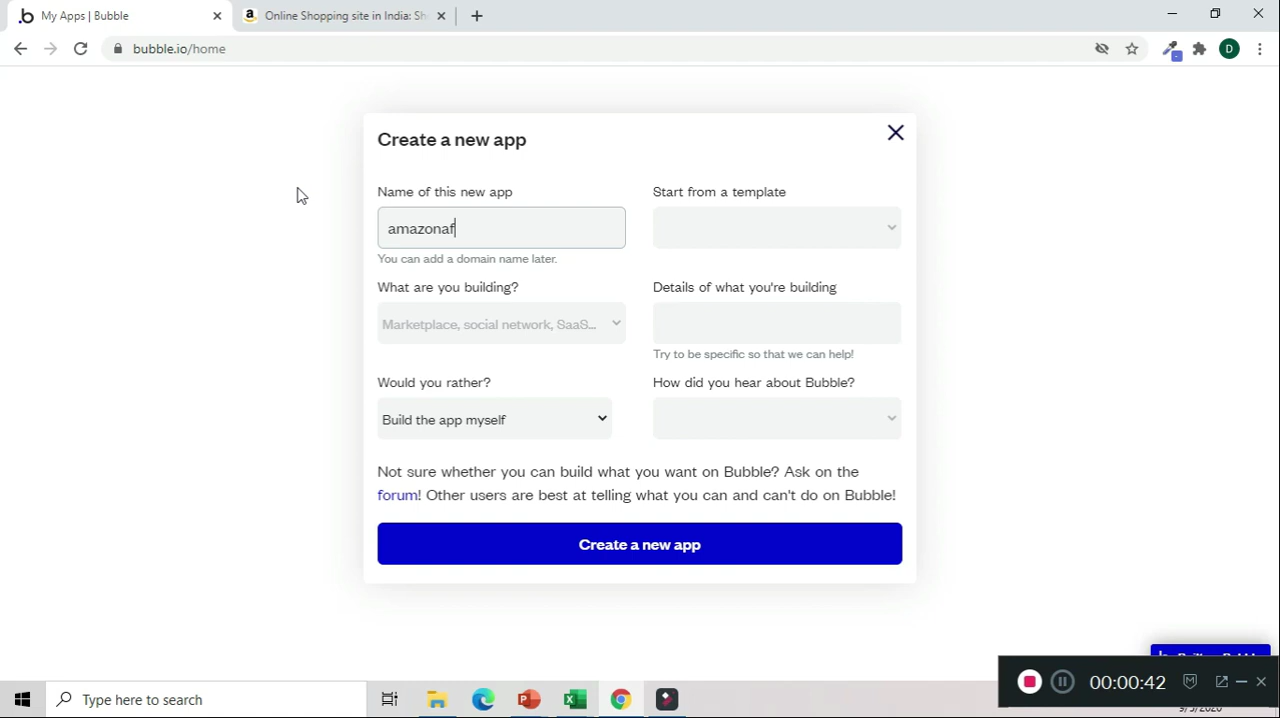 My Apps | Bubble
Online Shopping site in India: Sh
bubble.io/home
D
Create a new app
Name of this new app
Start from a template
amazonaf
You can add a domain name later.
What are you building?
Details of what you're building
Marketplace, social network, SaaS...
Try to be specific so that we can help!
Would you rather?
How did you hear about Bubble?
Build the app myself
Not sure whether you can build what you want on Bubble? Ask on the
forum! Other users are best at telling what you can and can't do on Bubble!
Create a new app
00:00:42
Type here to search